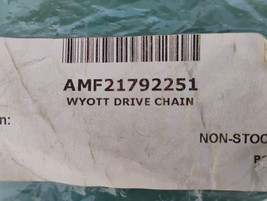 AMF21792251
WYOTT DRIVE CHAIN
n:
NON-STOC